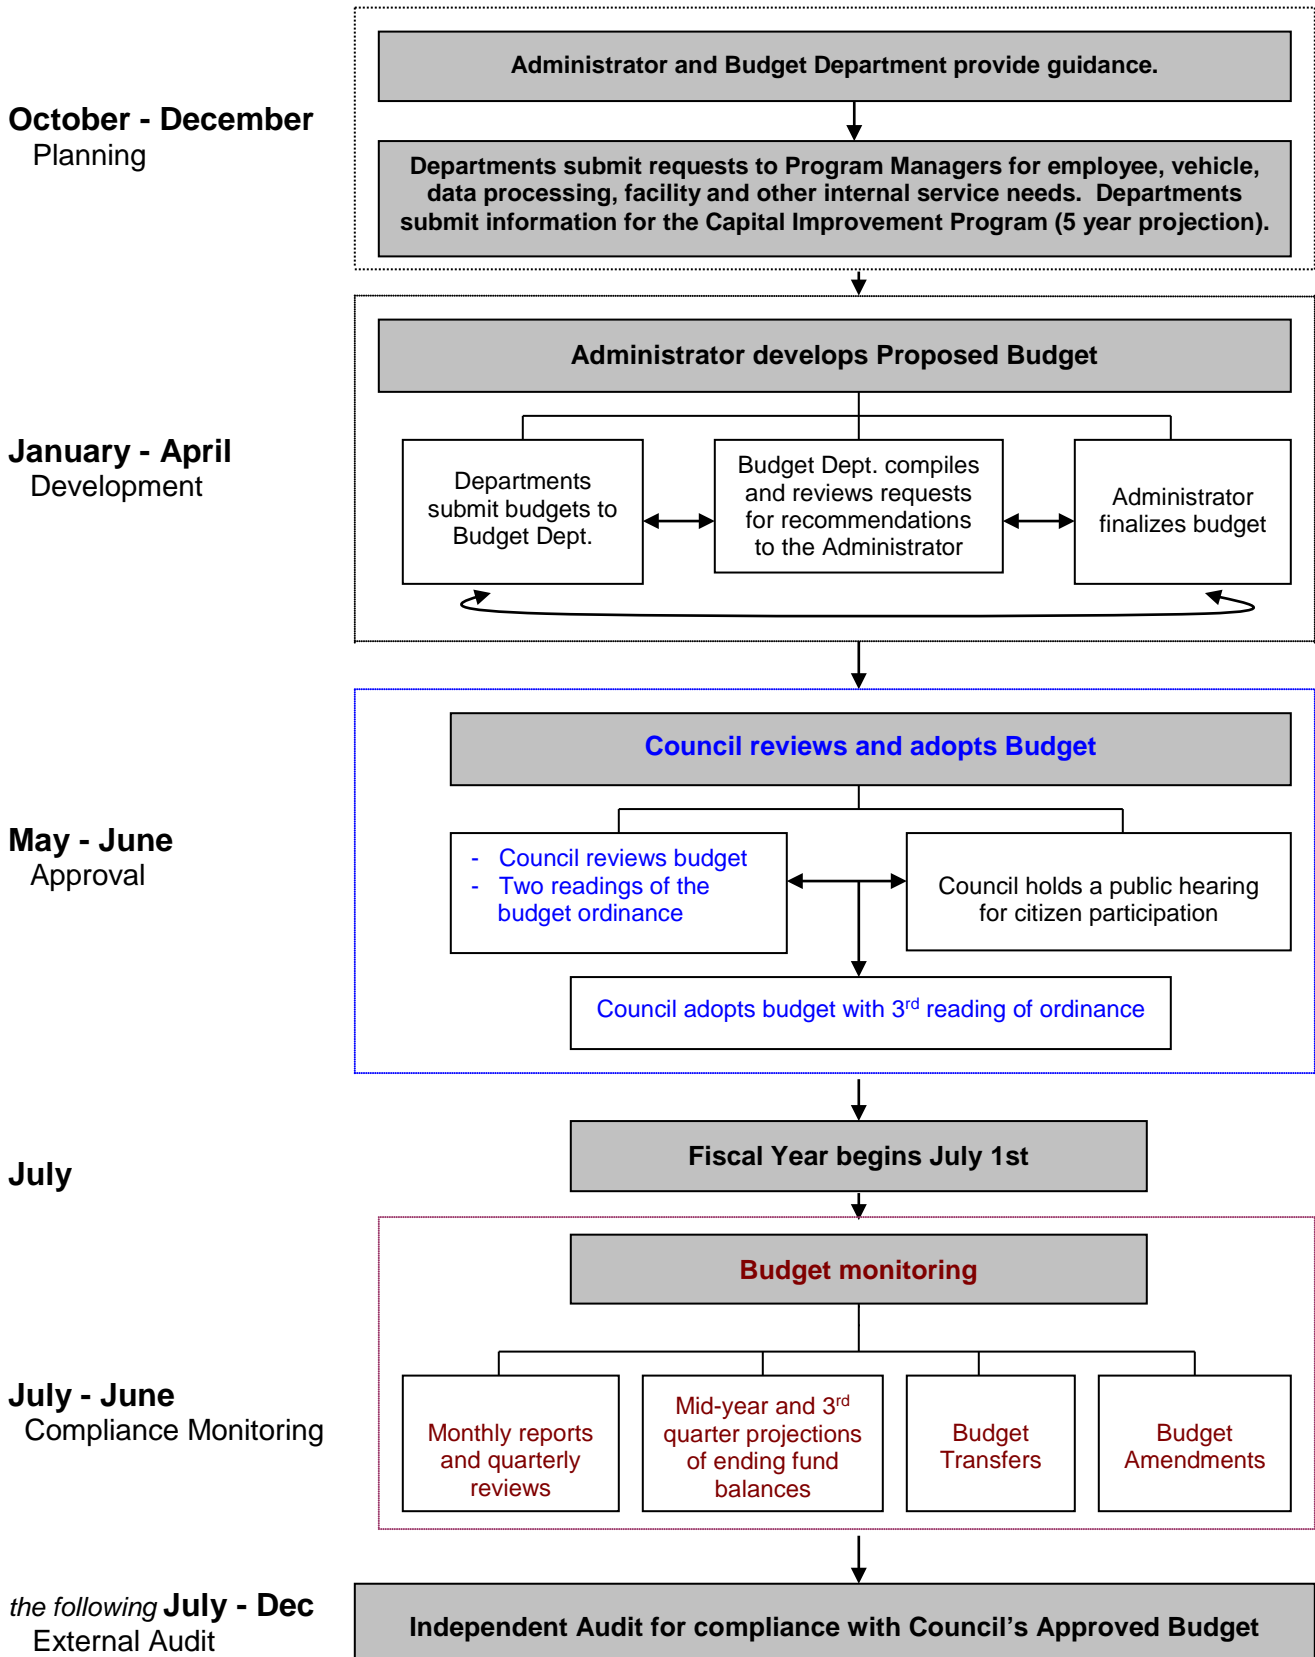 Administrator and Budget Department provide guidance.
October - December
Planning
Departments submit requests to Program Managers for employee, vehicle,
data processing, facility and other internal service needs.  Departments
submit information for the Capital Improvement Program (5 year projection).
Administrator develops Proposed Budget
January - April
Development
Departments
submit budgets to
Budget Dept.
Budget Dept. compiles
and reviews requests
for recommendations
to the Administrator
Administrator
finalizes budget
Council reviews and adopts Budget
May - June
Approval
- Council reviews budget
- Two readings of the
budget ordinance
Council holds a public hearing
for citizen participation
Council adopts budget with 3rd reading of ordinance
July
Fiscal Year begins July 1st
Budget monitoring
July - June
Compliance Monitoring
Monthly reports
and quarterly
reviews
Mid-year and 3rd
quarter projections
of ending fund
balances
Budget
Transfers
Budget
Amendments
the following July - Dec
External Audit
Independent Audit for compliance with Council's Approved Budget